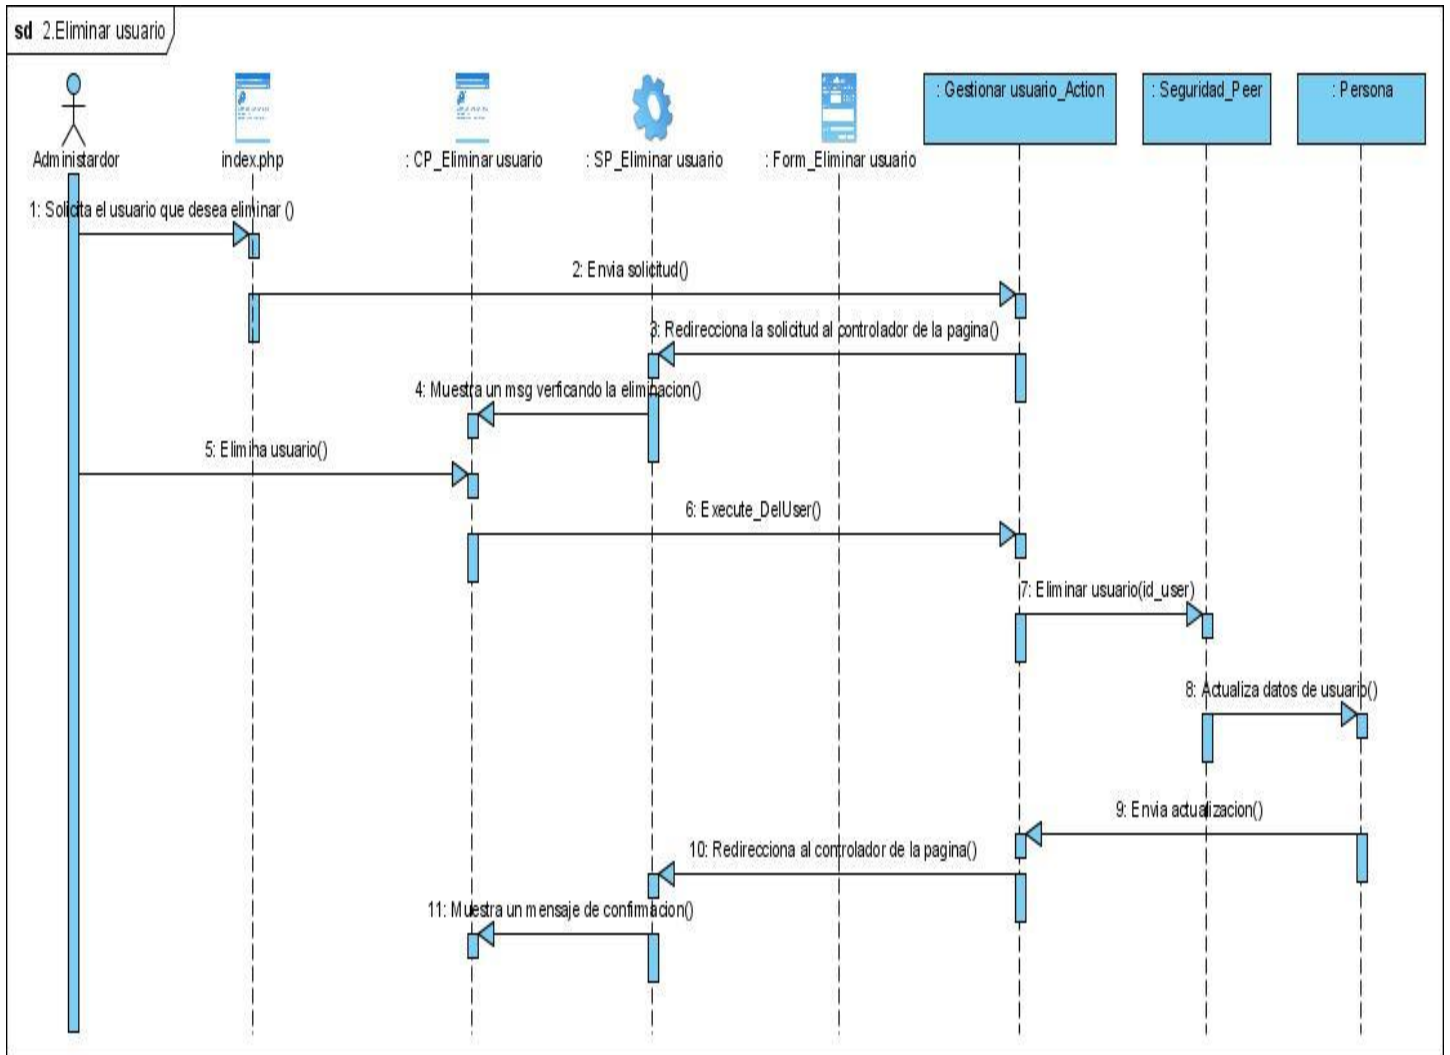 sd 2.Eliminar usuario
: Gestionar usuario_Action
: Seguridad_Peer
: Persona
Administardor
index.php
: CP_Eliminar usuario
: SP_Eliminar usuario
: Form_Eliminar usuario
1: Solicita el usuario que desea eliminar ()
2: Envia solicitud()
3: Redirecciona la solicitud al controlador de la pagina()
4: Muestra un msg verficando la eliminacion()
5: Elimina usuario()
6: Execute_DelUser()
7: Eliminar usuario(id_user)
8: Actualiza datos de usuario()
9: Envia actualizacion()
10: Redirecciona al controlador de la pagina()
11: Muestra un mensaje de confirmacion()